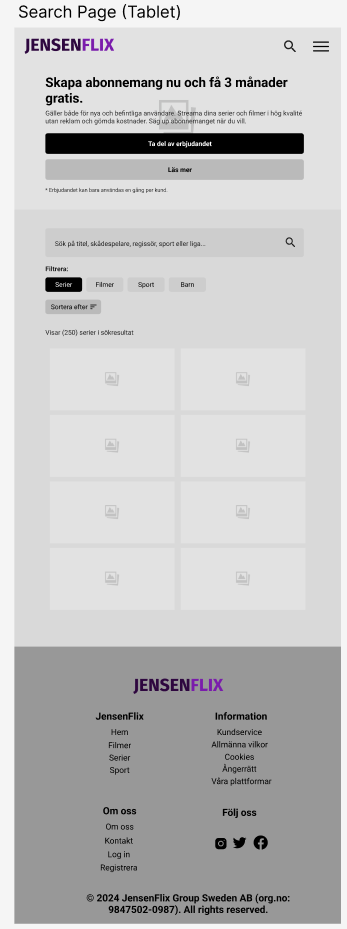 Search Page (Tablet)
JENSENFLIX
Skapa abonnemang nu och få 3 månader
gratis.
Gäller både för nya och befintliga användare. Streama dina serier och filmer i hög kvalité
utan reklam och gömda kostnader. Säg up abonnemanget när du vill.
Ta del av erbjudandet
Läs mer
* Erbjudandet kan bara användas en gång per kund.
Sök på titel, skådespelare, regissör, sport eller liga...
Filtrera:
Serier Filmer Sport Barn
Sortera efter
Visar (250) serier i sökresultat
JENSENFLIX
JensenFlix Information
Hem Kundservice
Filmer Allmänna vilkor
Serier Cookies
Sport Ångerrätt
Våra plattformar
Om oss Följ oss
Om oss
Kontakt
Log in
Registrera
© 2024 JensenFlix Group Sweden AB (org.no:
9847502-0987). All rights reserved.